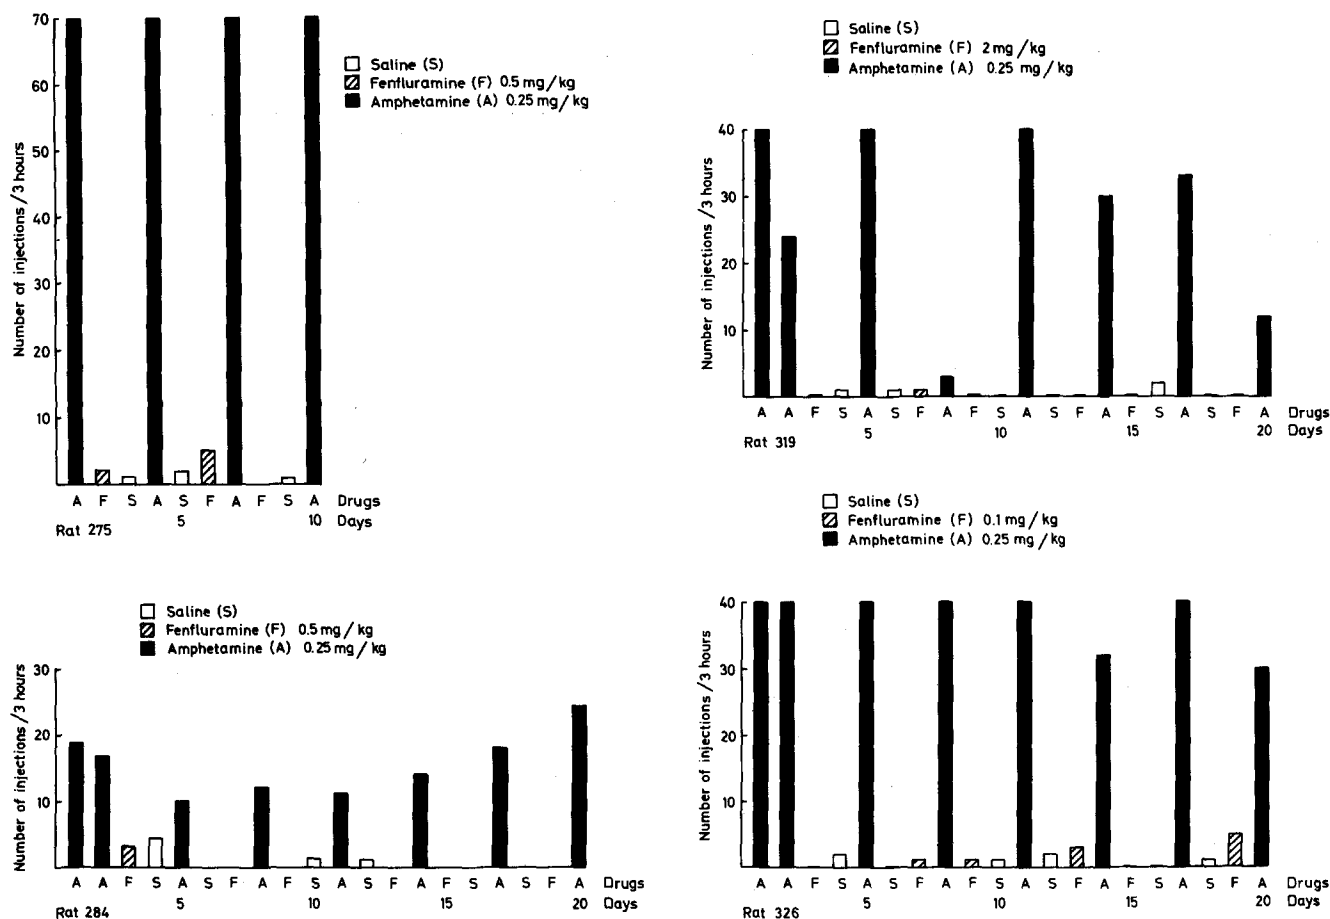 Saline (S)
Fenfluramine (F) 0.5 mg/kg
Amphetamine (A) 0.25 mg/kg
Number of injections/3 hours
70
60
50
40
30
20
10
A F S A S F A F S A Drugs
5 10 Days
Rat 275
Saline (S)
Fenfluramine (F) 2 mg/kg
Amphetamine (A) 0.25 mg/kg
Number of injections/3 hours
40
30
20
10
A A F S A S F A F S A S F A F S A S F A Drugs
5 10 15 20 Days
Rat 319
Saline (S)
Fenfluramine (F) 0.5 mg/kg
Amphetamine (A) 0.25 mg/kg
Number of injections/3 hours
30
20
10
A A F S A S F A F S A S F A F S A S F A Drugs
5 10 15 20 Days
Rat 284
Saline (S)
Fenfluramine (F) 0.1 mg/kg
Amphetamine (A) 0.25 mg/kg
Number of injections/3 hours
40
30
20
10
A A F S A S F A F S A S F A F S A S F A Drugs
5 10 15 20 Days
Rat 326